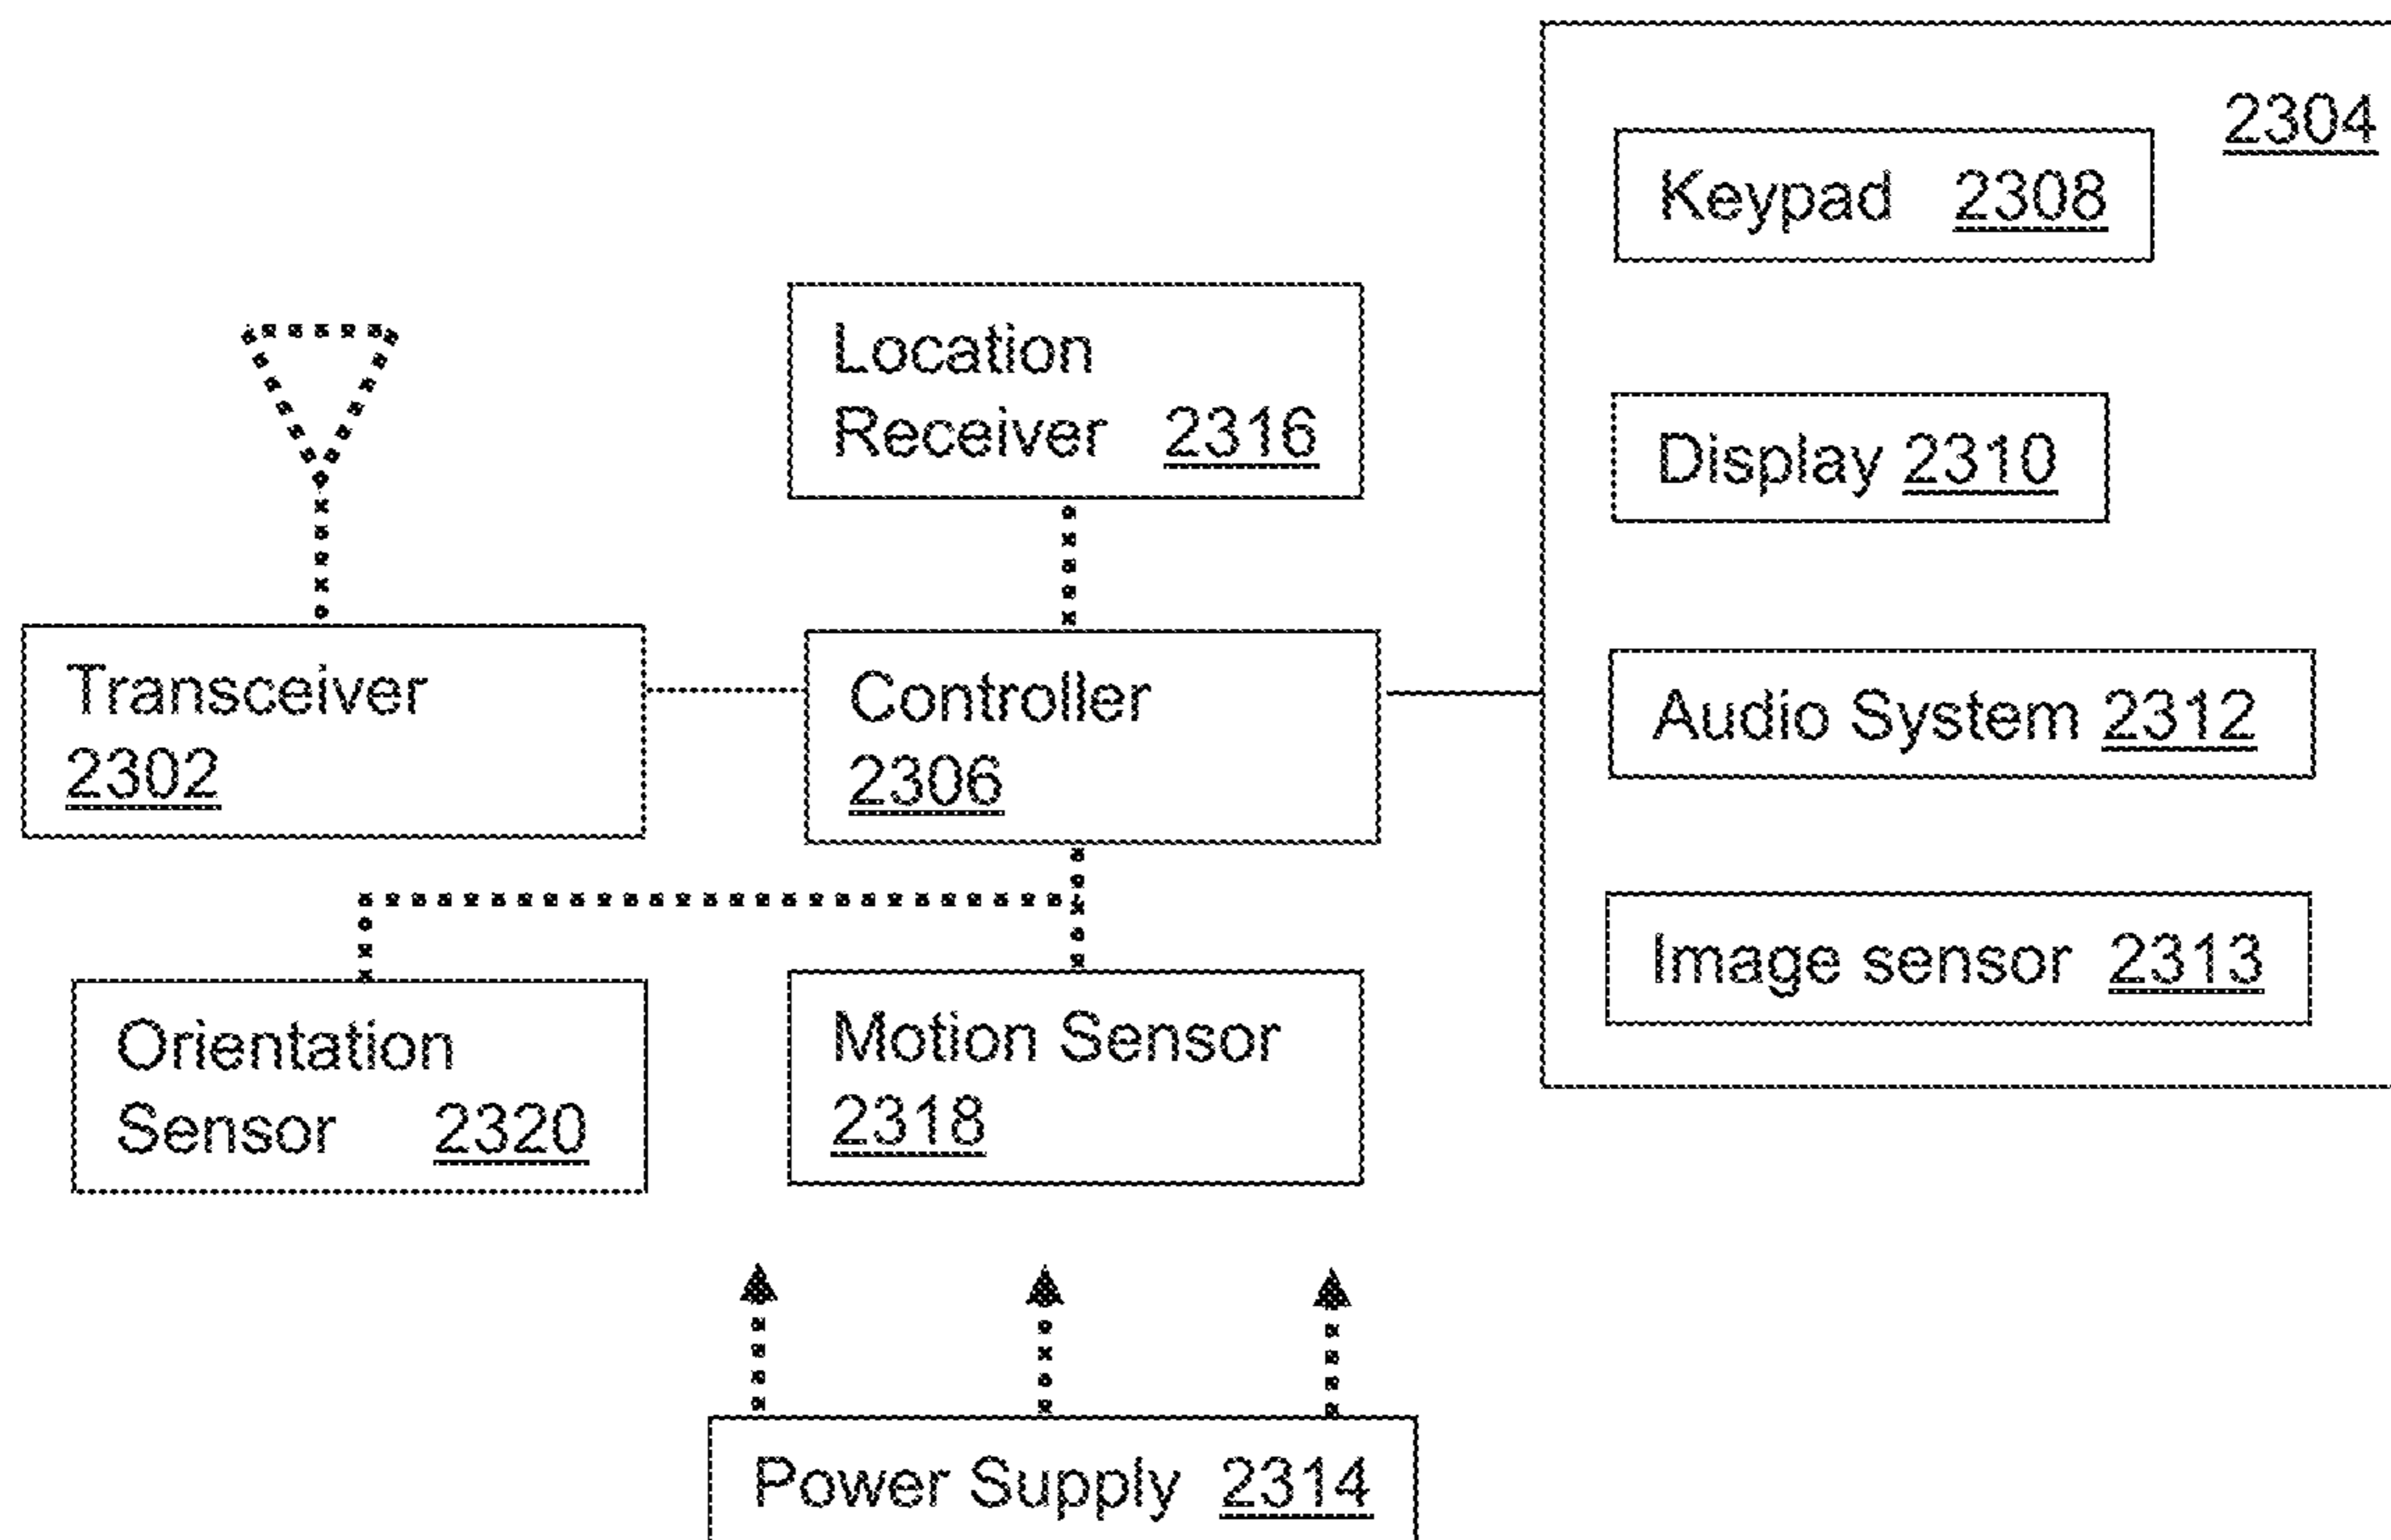 2304
Keypad 2308
Location
Receiver 2316
Display 2310
Transceiver
2302
Controller
2306
Audio System 2312
Image sensor 2313
Orientation
Sensor 2320
Motion Sensor
2318
Power Supply 2314